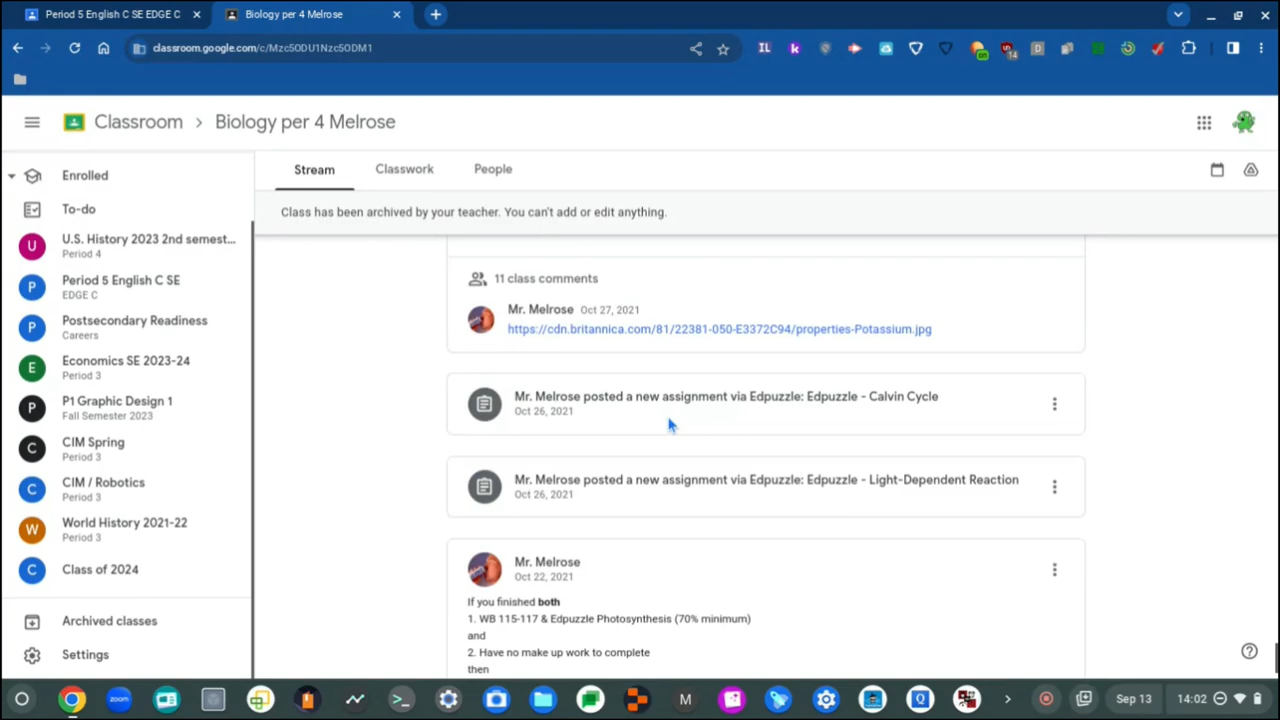 Period 5 English C SE EDGE C
Biology per 4 Melrose
classroom.google.com/c/Mzc5ODU1Nzc5ODM1
Classroom > Biology per 4 Melrose
Enrolled
To-do
U
U.S. History 2023 2nd semest...
Period 4
P
Period 5 English C SE
EDGE C
P
Postsecondary Readiness
Careers
E
Economics SE 2023-24
Period 3
P
P1 Graphic Design 1
Fall Semester 2023
C
CIM Spring
Period 3
C
CIM / Robotics
Period 3
W
World History 2021-22
Period 3
C
Class of 2024
Archived classes
Settings
Stream
Classwork
People
Class has been archived by your teacher. You can't add or edit anything.
11 class comments
Mr. Melrose Oct 27, 2021
https://cdn.britannica.com/81/22381-050-E3372C94/properties-Potassium.jpg
Mr. Melrose posted a new assignment via Edpuzzle: Edpuzzle - Calvin Cycle
Oct 26, 2021
Mr. Melrose posted a new assignment via Edpuzzle: Edpuzzle - Light-Dependent Reaction
Oct 26, 2021
Mr. Melrose
Oct 22, 2021
If you finished both
1. WB 115-117 & Edpuzzle Photosynthesis (70% minimum)
and
2. Have no make up work to complete
then
zoom
M
Q
Sep 13
14:02